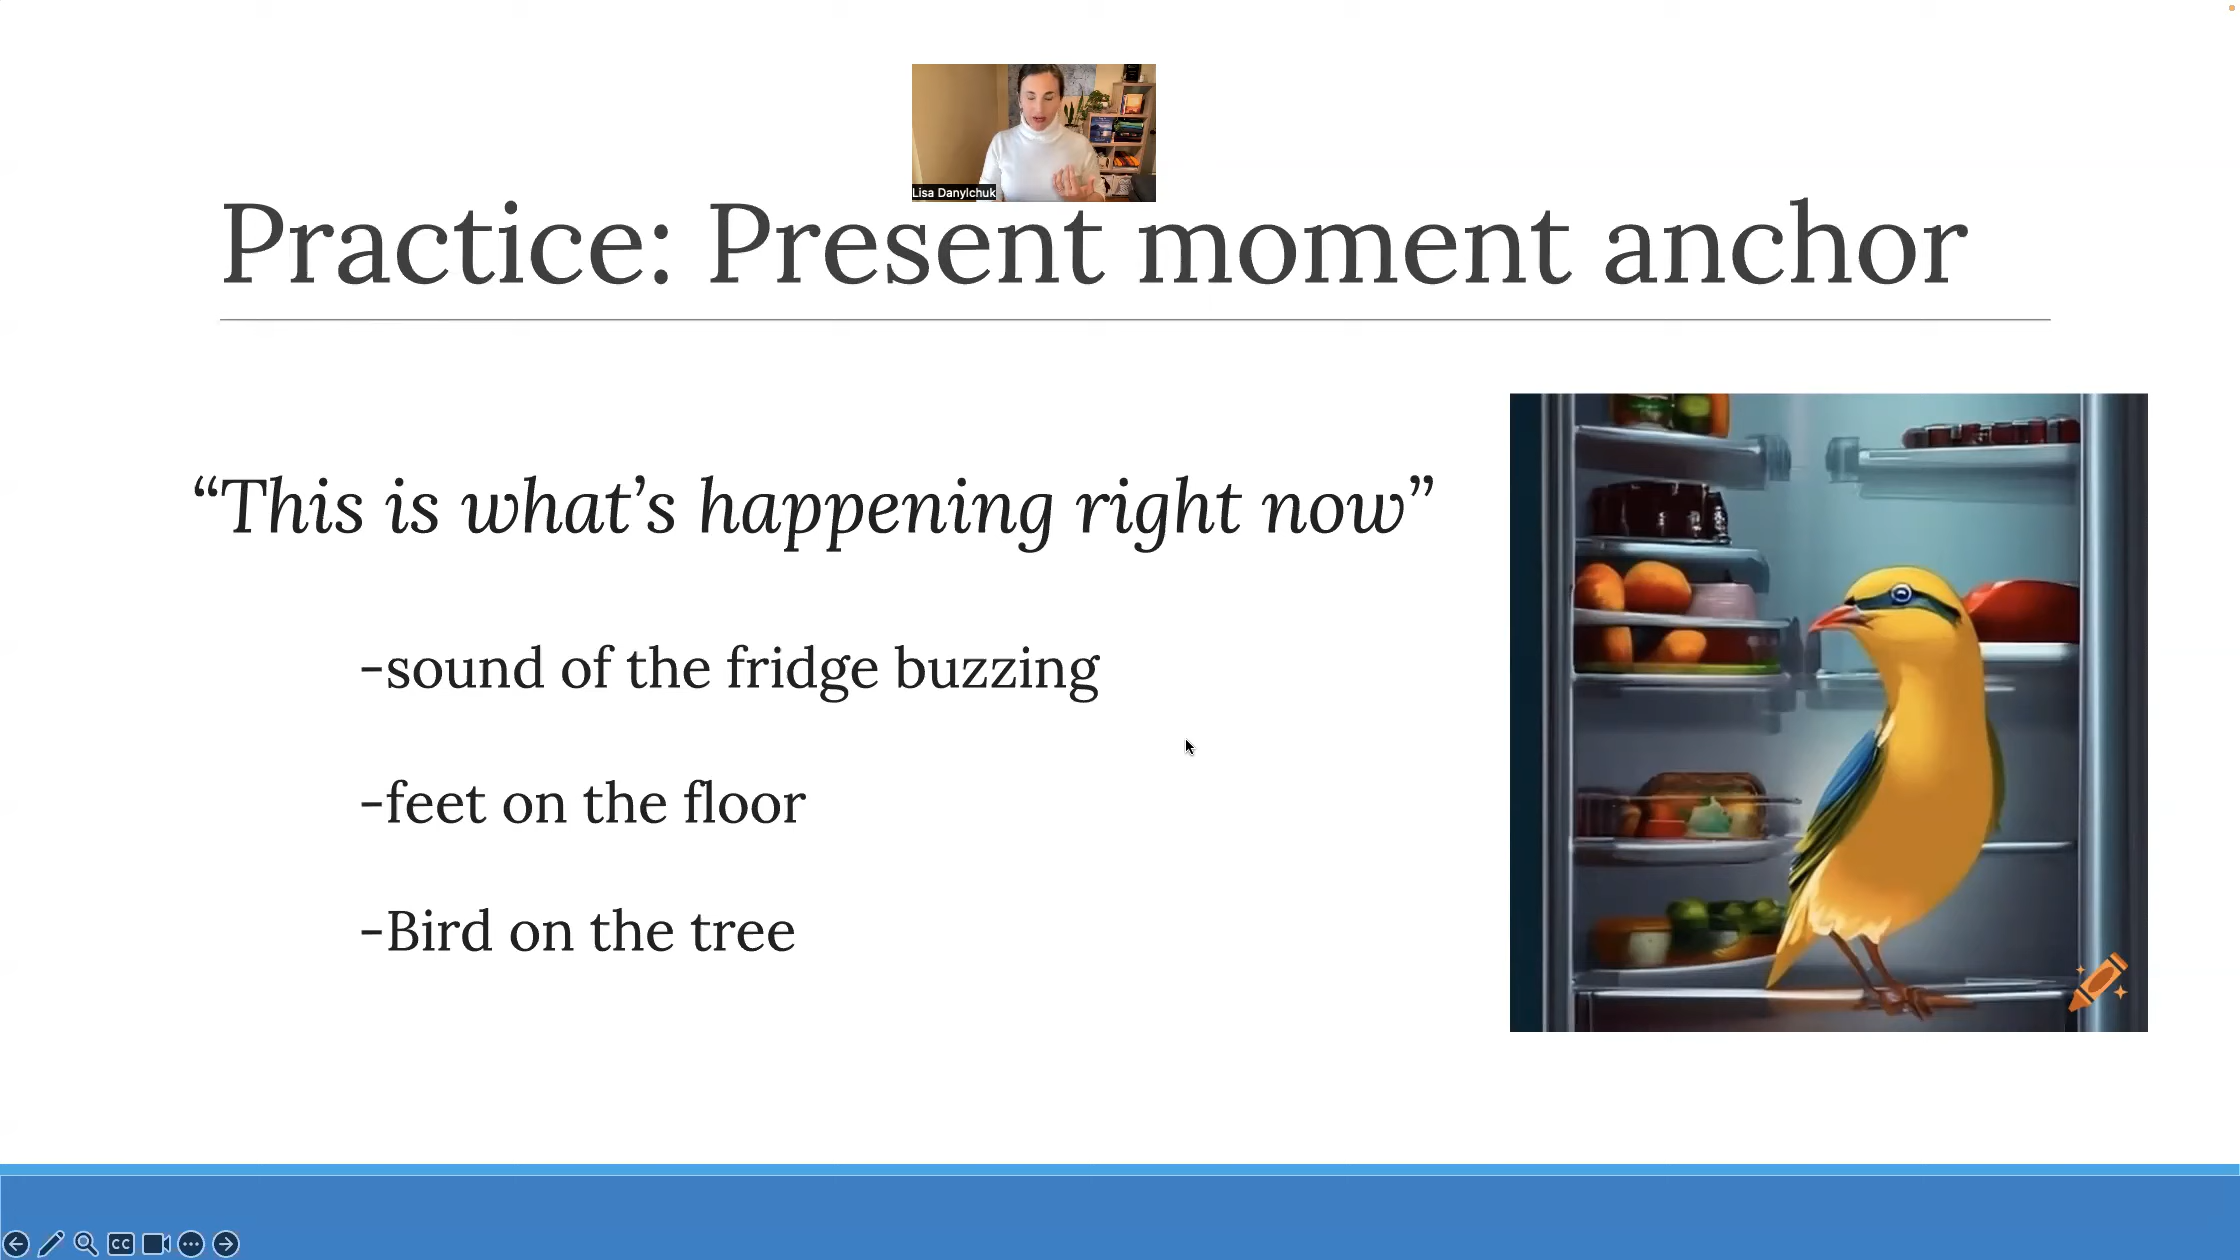 Lisa Danylchuk
Practice: Present moment anchor
“This is what’s happening right now”
-sound of the fridge buzzing
-feet on the floor
-Bird on the tree
CC